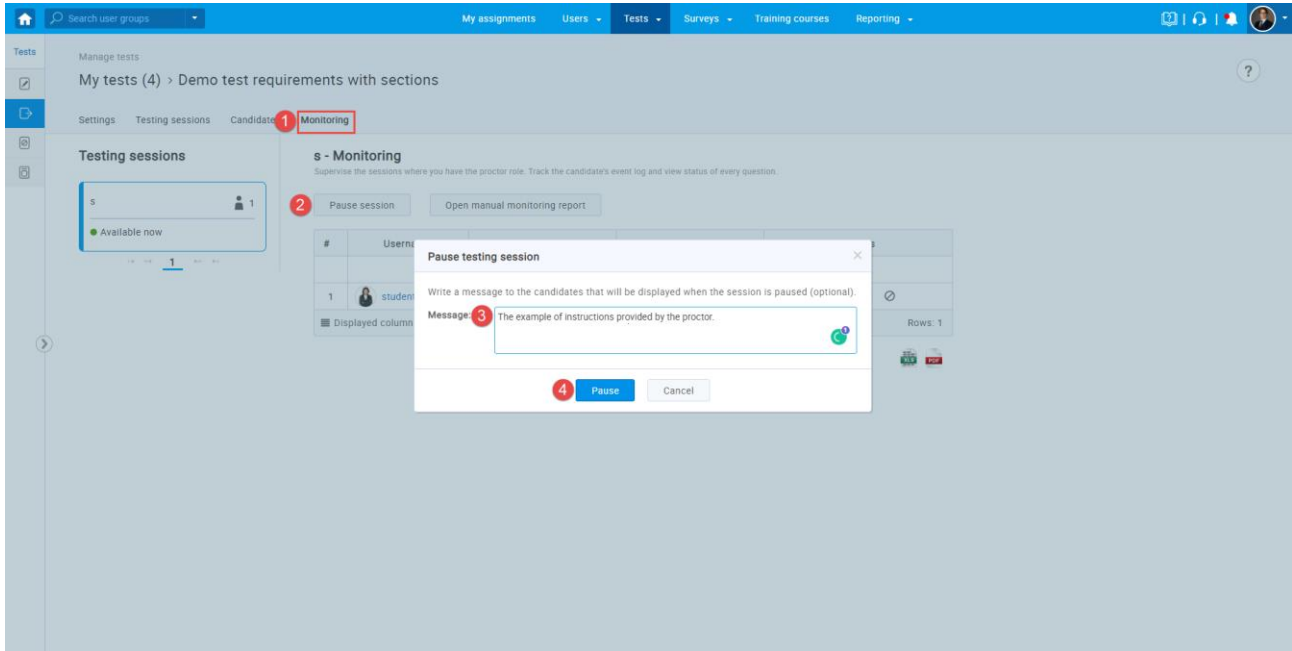 Search user groups
My assignments
Users
Tests
Surveys
Training courses
Reporting
Tests
Manage tests
My tests (4) › Demo test requirements with sections
?
Settings
Testing sessions
Candidate
1
Monitoring
Testing sessions
s
1
Available now
1
s - Monitoring
Supervise the sessions where you have the proctor role. Track the candidate's event log and view status of every question.
2
Pause session
Open manual monitoring report
#
Userna
s
1
student
Displayed column
Rows: 1
XLS
PDF
Pause testing session
Write a message to the candidates that will be displayed when the session is paused (optional).
Message:
3
The example of instructions provided by the proctor.
1
4
Pause
Cancel